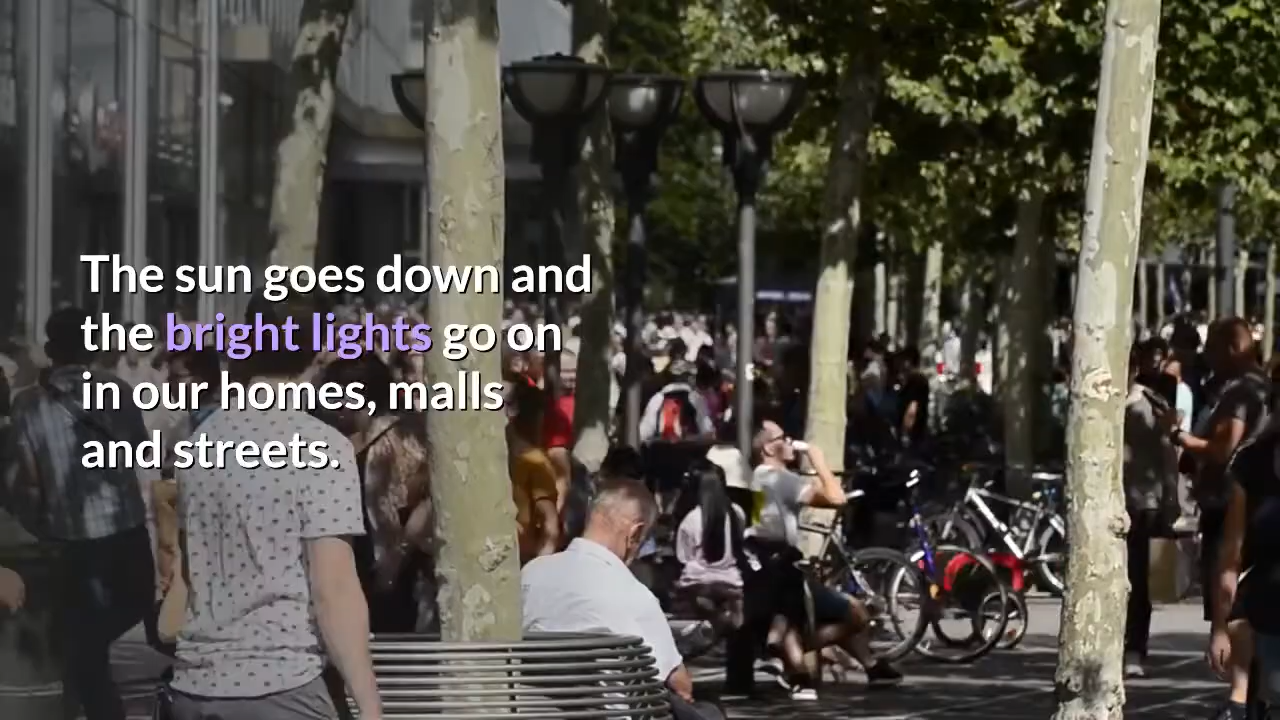 The sun goes down and
the bright lights go on
in our homes, malls
and streets.